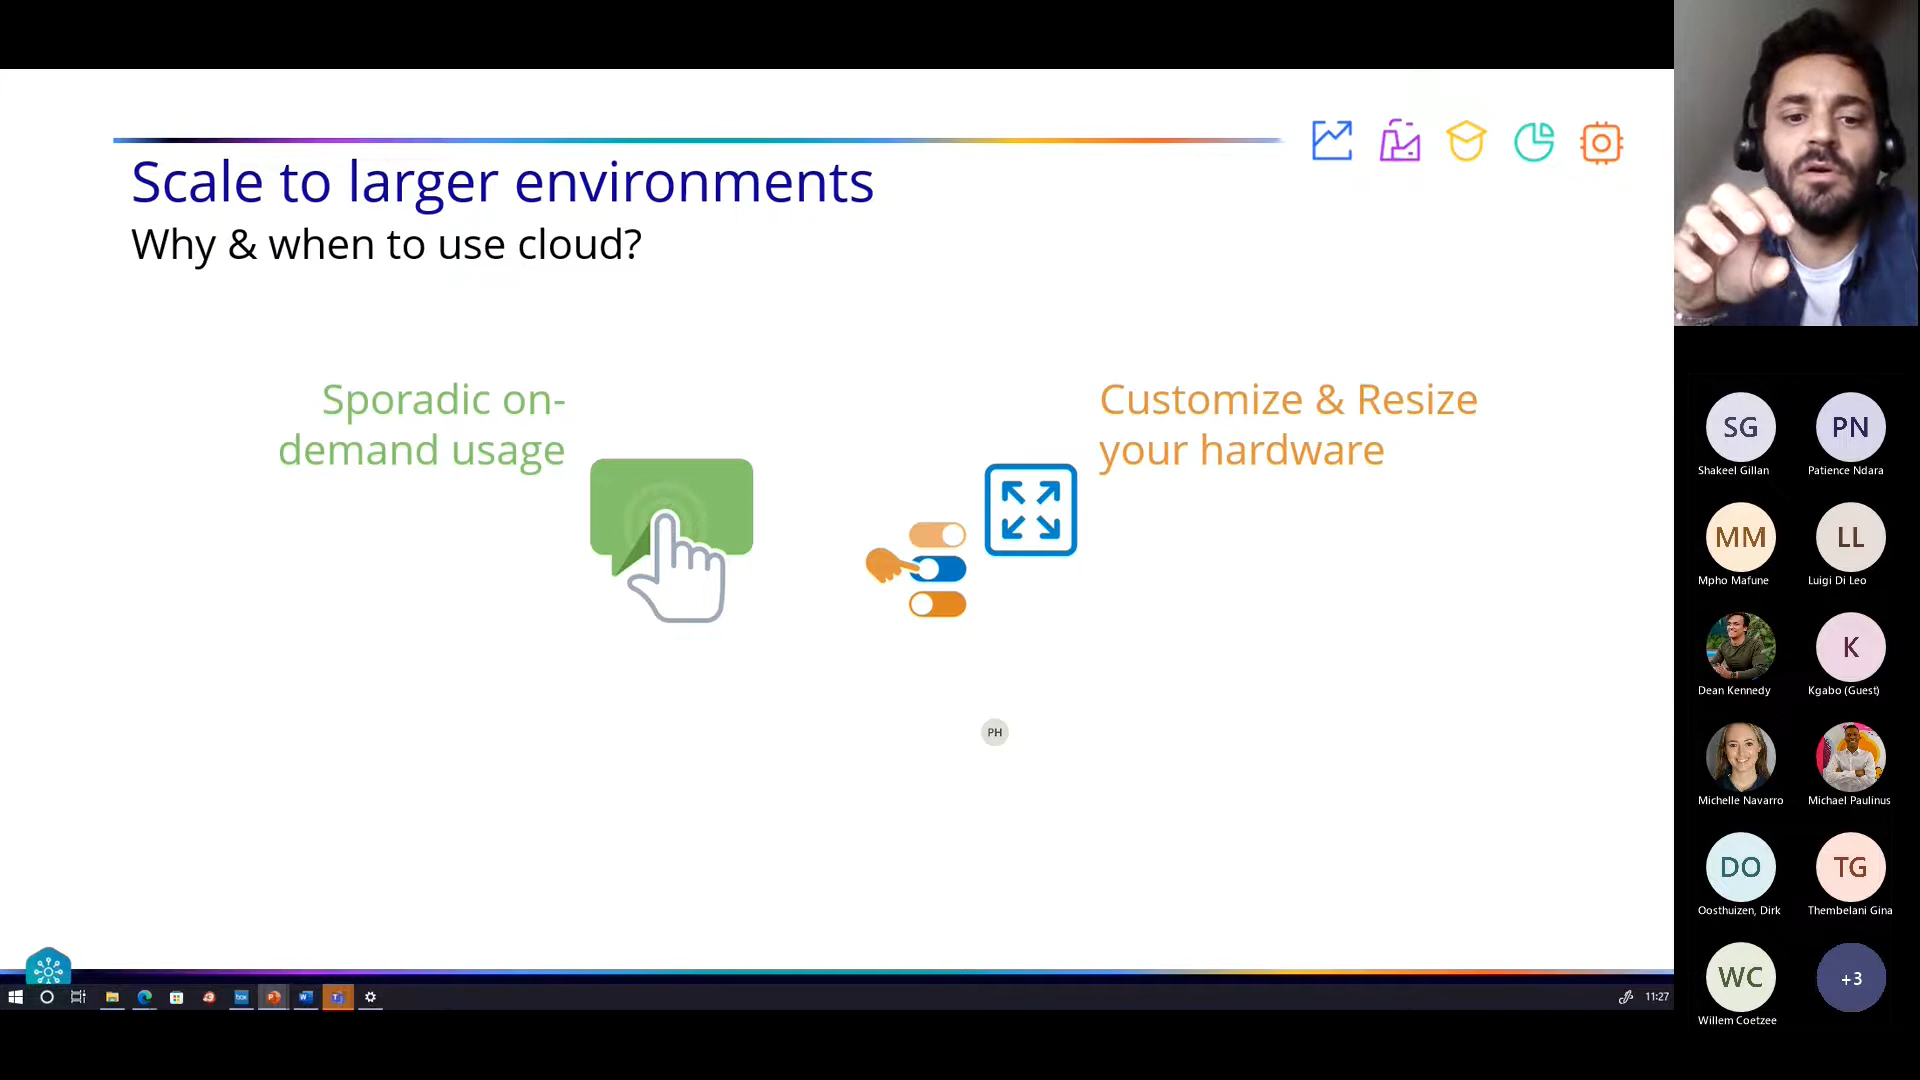 Scale to larger environments
Why & when to use cloud?
Sporadic on-
demand usage
Customize & Resize
your hardware
PH
SG
PN
Shakeel Gillan
Patience Ndara
MM
LL
Mpho Mafune
Luigi Di Leo
K
Dean Kennedy
Kgabo (Guest)
Michelle Navarro
Michael Paulinus
DO
TG
Oosthuizen, Dirk
Thembelani Gina
WC
+3
Willem Coetzee
box
11:27